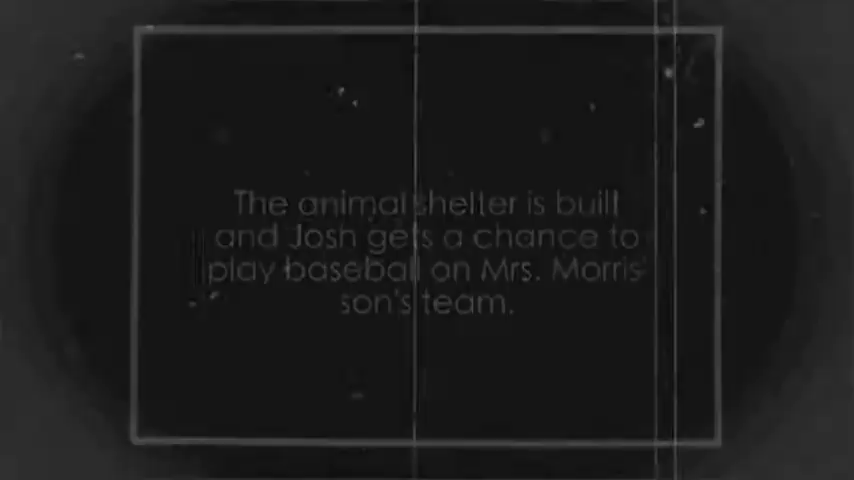 The animal shelter is built
and Josh gets a chance to
play baseball on Mrs. Morris'
son's team.